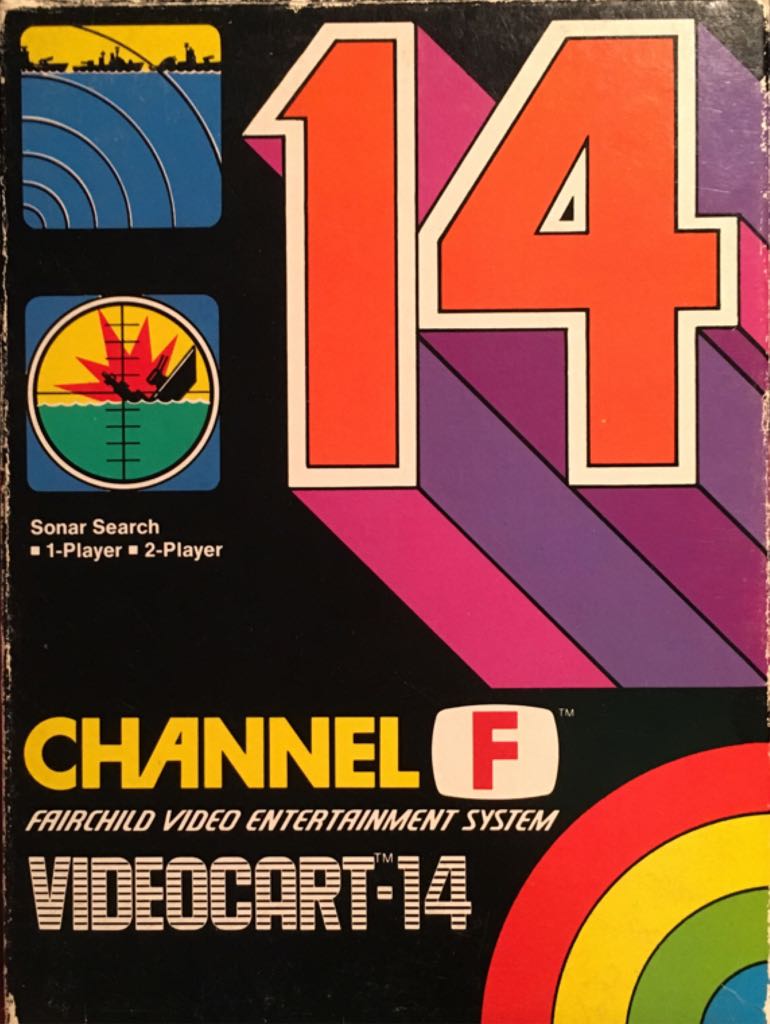 14
Sonar Search
▪ 1-Player ▪ 2-Player
CHANNEL F™
FAIRCHILD VIDEO ENTERTAINMENT SYSTEM
VIDEOCART™-14